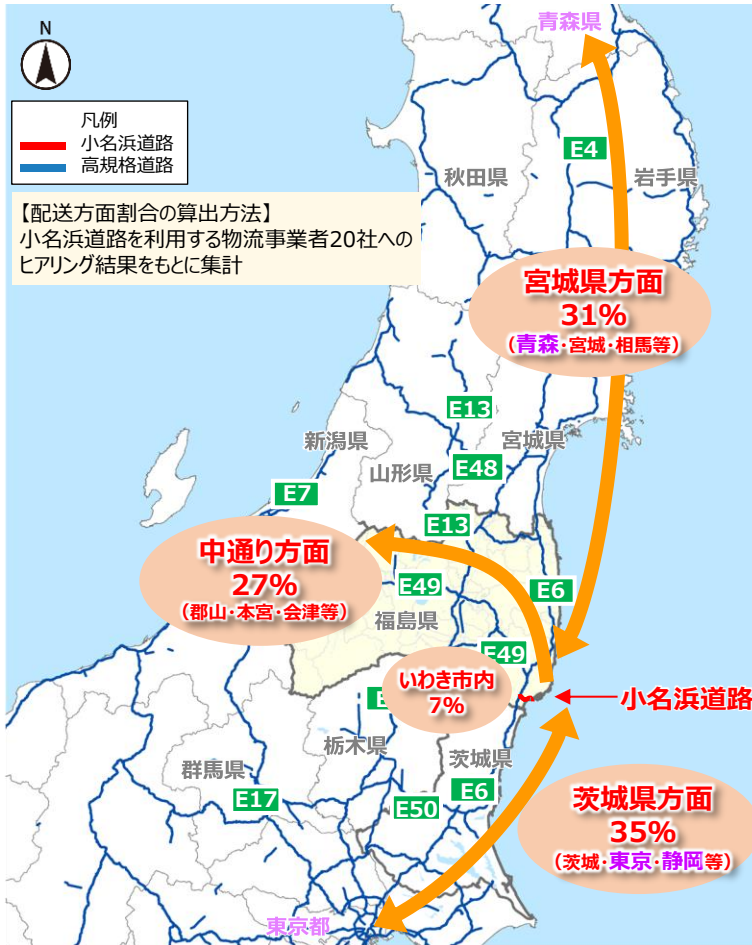 青森県
N
凡例
小名浜道路
高規格道路
E4
秋田県
岩手県
【配送方面割合の算出方法】
小名浜道路を利用する物流事業者20社への
ヒアリング結果をもとに集計
宮城県方面
31%
(青森・宮城・相馬等)
E13
新潟県
宮城県
山形県
E48
E7
E13
中通り方面
27%
(郡山・本宮・会津等)
E49
E6
福島県
E49
いわき市内
7%
小名浜道路
栃木県
茨城県
群馬県
E17
E50
E6
茨城県方面
35%
(茨城・東京・静岡等)
東京都